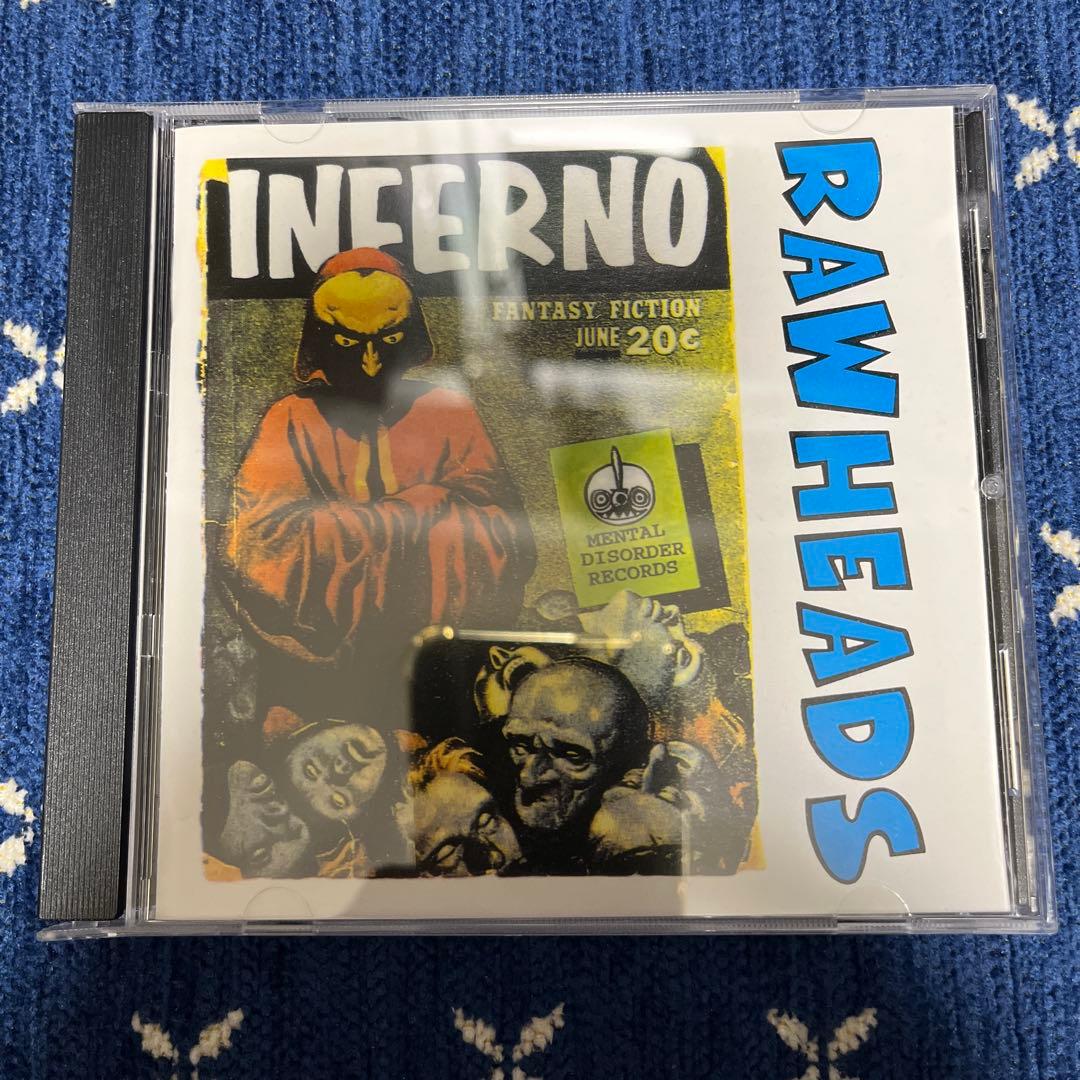 INFERNO
FANTASY FICTION
JUNE 20¢
MENTAL
DISORDER
RECORDS
RAWHEADS